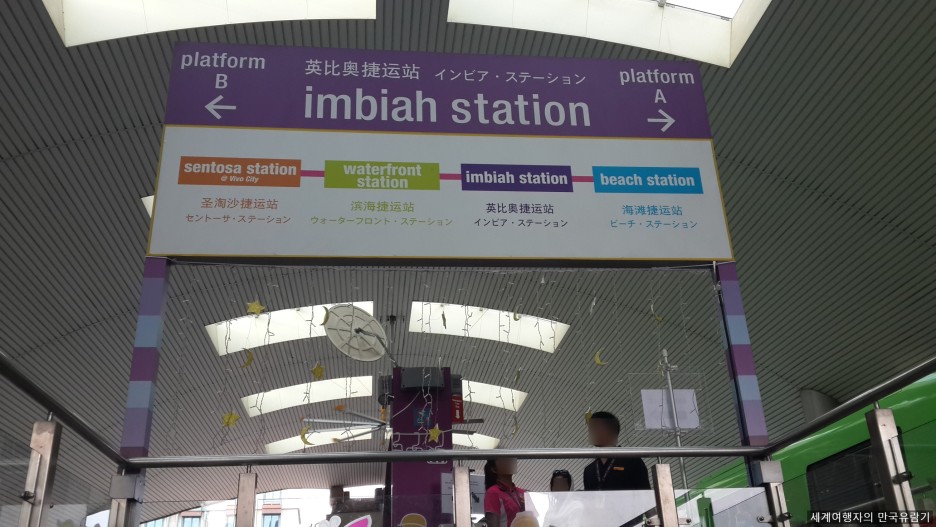 platform
B
←
英比奥捷运站 インビア・ステーション
imbiah station
platform
A
→
sentosa station
@ Vivo City
圣淘沙捷运站
セントーサ・ステーション
waterfront
station
滨海捷运站
ウォーターフロント・ステーション
imbiah station
英比奥捷运站
インビア・ステーション
beach station
海滩捷运站
ビーチ・ステーション
세계여행자의 만국유람기